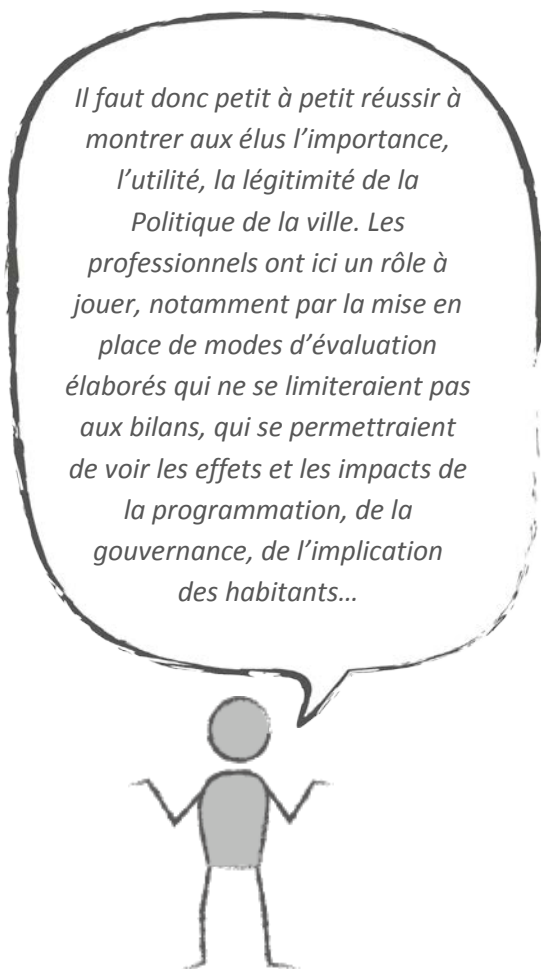 Il faut donc petit à petit réussir à
montrer aux élus l’importance,
l’utilité, la légitimité de la
Politique de la ville. Les
professionnels ont ici un rôle à
jouer, notamment par la mise en
place de modes d’évaluation
élaborés qui ne se limiteraient pas
aux bilans, qui se permettraient
de voir les effets et les impacts de
la programmation, de la
gouvernance, de l’implication
des habitants…